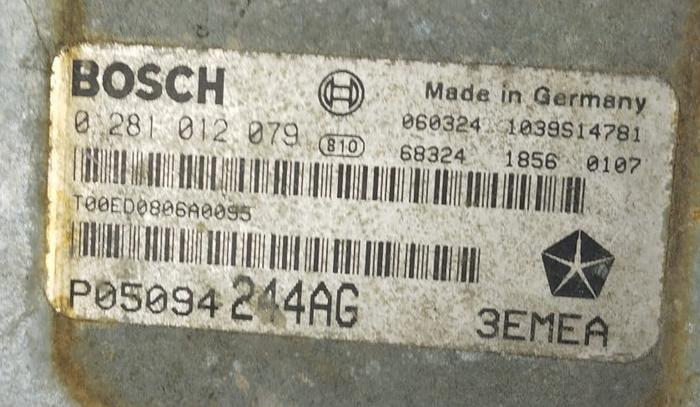 BOSCH
Made in Germany
0 281 012 079
810
060324 1039S14781
68324 1856 0107
T00ED0806A0095
P05094244AG
3EMEA